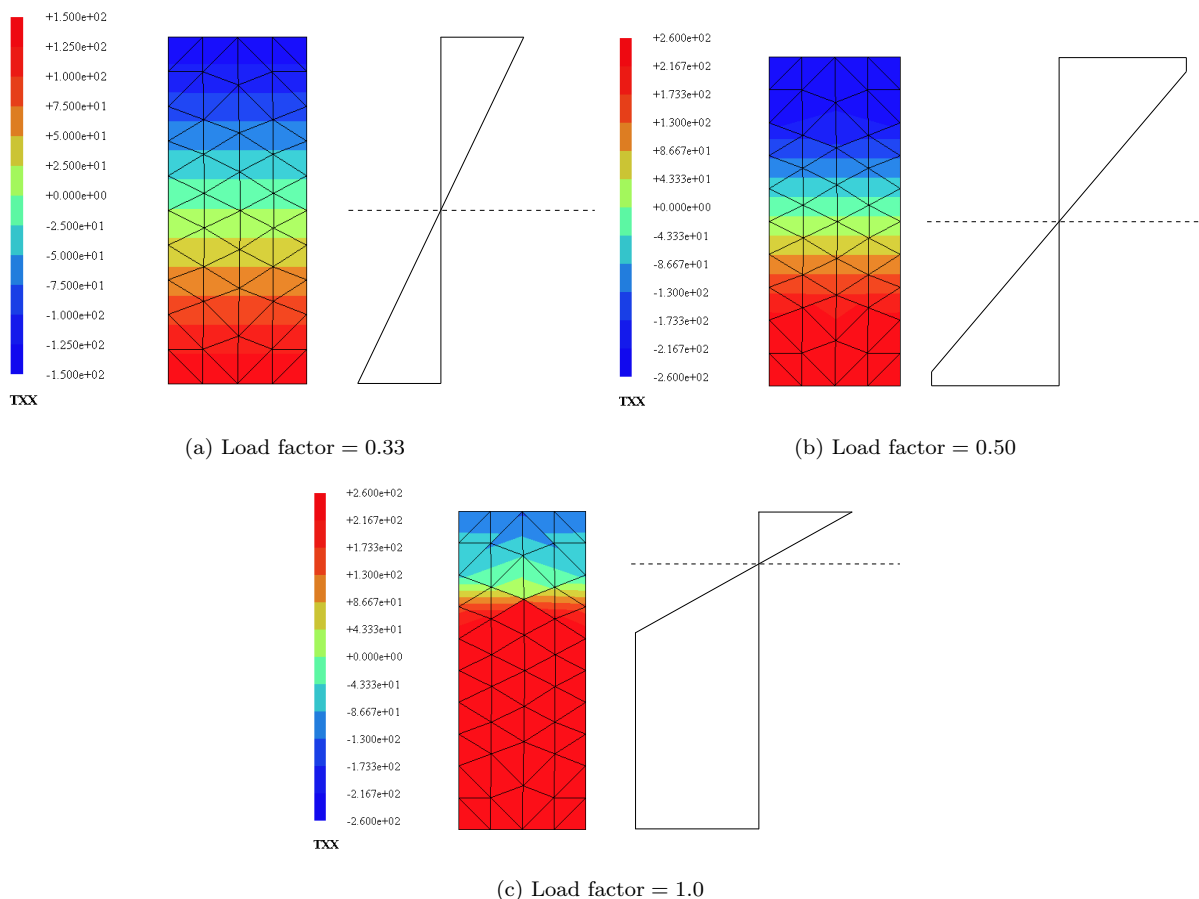 +1.500e+02
+1.250e+02
+1.000e+02
+7.500e+01
+5.000e+01
+2.500e+01
+0.000e+00
-2.500e+01
-5.000e+01
-7.500e+01
-1.000e+02
-1.250e+02
-1.500e+02
TXX
(a) Load factor = 0.33
+2.600e+02
+2.167e+02
+1.733e+02
+1.300e+02
+8.667e+01
+4.333e+01
+0.000e+00
-4.333e+01
-8.667e+01
-1.300e+02
-1.733e+02
-2.167e+02
-2.600e+02
TXX
(b) Load factor = 0.50
+2.600e+02
+2.167e+02
+1.733e+02
+1.300e+02
+8.667e+01
+4.333e+01
+0.000e+00
-4.333e+01
-8.667e+01
-1.300e+02
-1.733e+02
-2.167e+02
-2.600e+02
TXX
(c) Load factor = 1.0